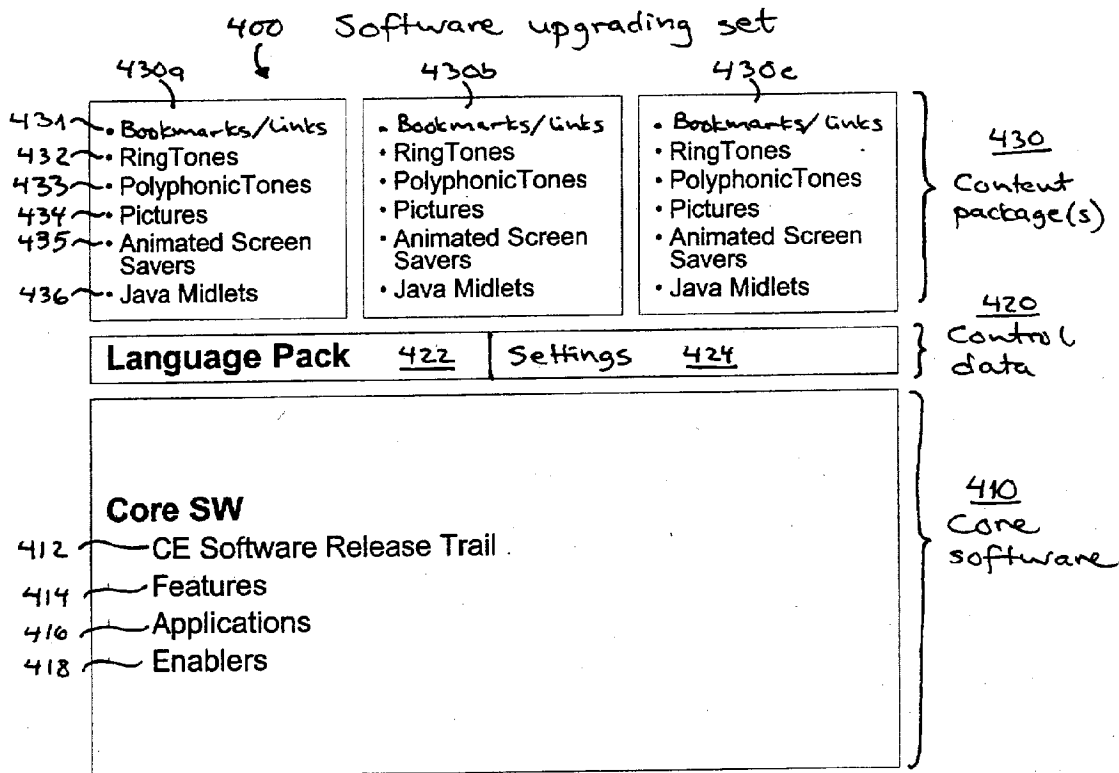 400 Software upgrading set
430a 430b 430c
431 • Bookmarks/Links • Bookmarks/Links • Bookmarks/Links
432 • RingTones • RingTones • RingTones
433 • PolyphonicTones • PolyphonicTones • PolyphonicTones
434 • Pictures • Pictures • Pictures
435 • Animated Screen Savers • Animated Screen Savers • Animated Screen Savers
436 • Java Midlets • Java Midlets • Java Midlets
430
Content
package(s)
Language Pack 422 Settings 424
420
Control
data
Core SW
412 CE Software Release Trail
414 Features
416 Applications
418 Enablers
410
Core
software